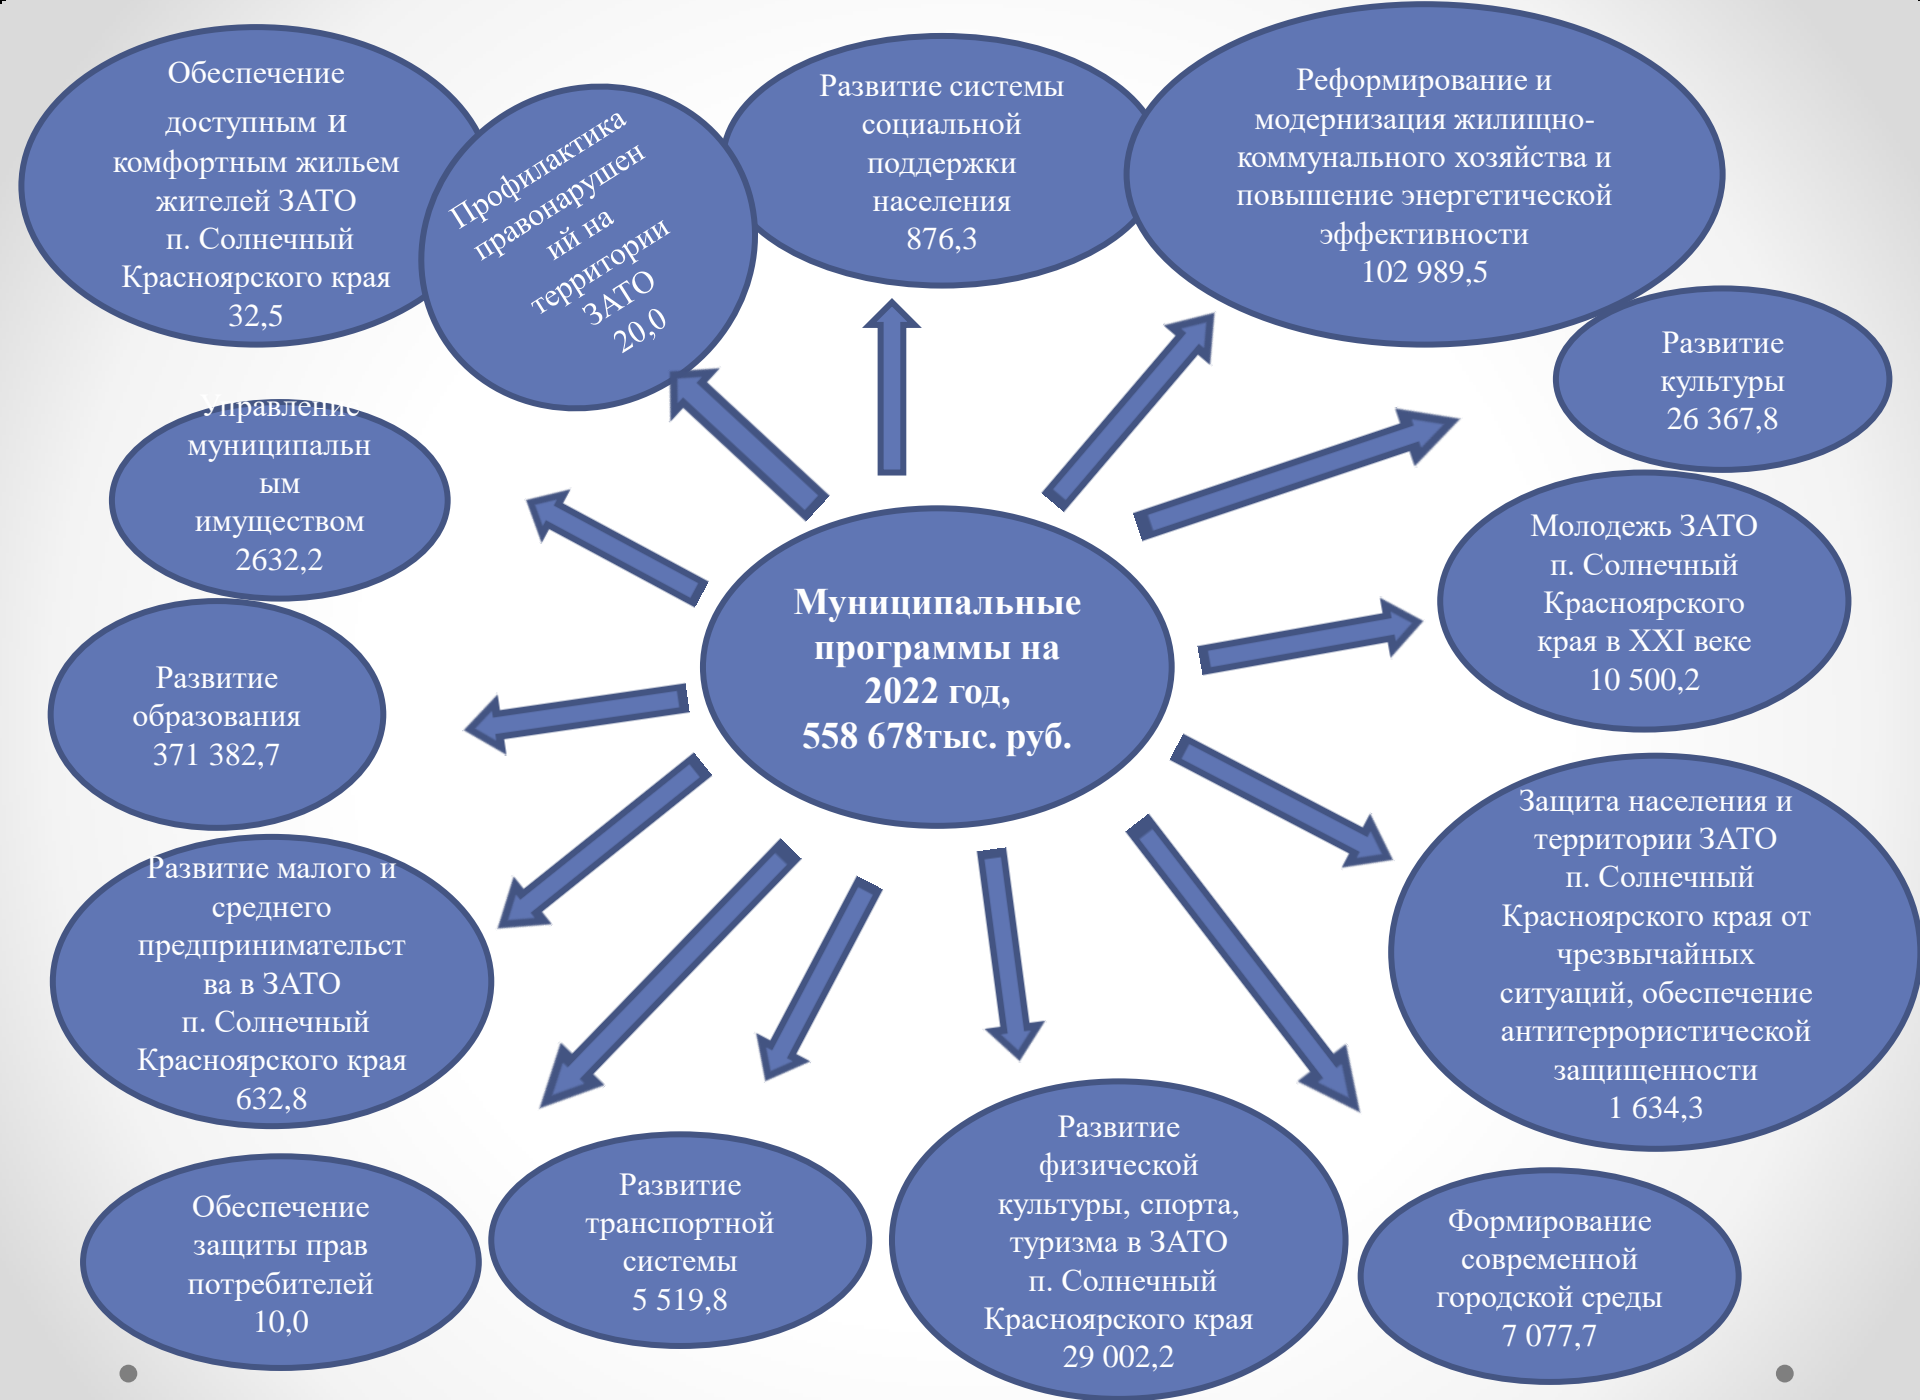 Обеспечение
доступным и
комфортным жильем
жителей ЗАТО
п. Солнечный
Красноярского края
32,5
Профилактика
правонарушен
ий на
территории
ЗАТО
20,0
Развитие системы
социальной
поддержки
населения
876,3
Реформирование и
модернизация жилищно-
коммунального хозяйства и
повышение энергетической
эффективности
102 989,5
Развитие
культуры
26 367,8
Управление
муниципальн
ым
имуществом
2632,2
Молодежь ЗАТО
п. Солнечный
Красноярского
края в XXI веке
10 500,2
Муниципальные
программы на
2022 год,
558 678тыс. руб.
Развитие
образования
371 382,7
Защита населения и
территории ЗАТО
п. Солнечный
Красноярского края от
чрезвычайных
ситуаций, обеспечение
антитеррористической
защищенности
1 634,3
Развитие малого и
среднего
предпринимательст
ва в ЗАТО
п. Солнечный
Красноярского края
632,8
Обеспечение
защиты прав
потребителей
10,0
Развитие
транспортной
системы
5 519,8
Развитие
физической
культуры, спорта,
туризма в ЗАТО
п. Солнечный
Красноярского края
29 002,2
Формирование
современной
городской среды
7 077,7